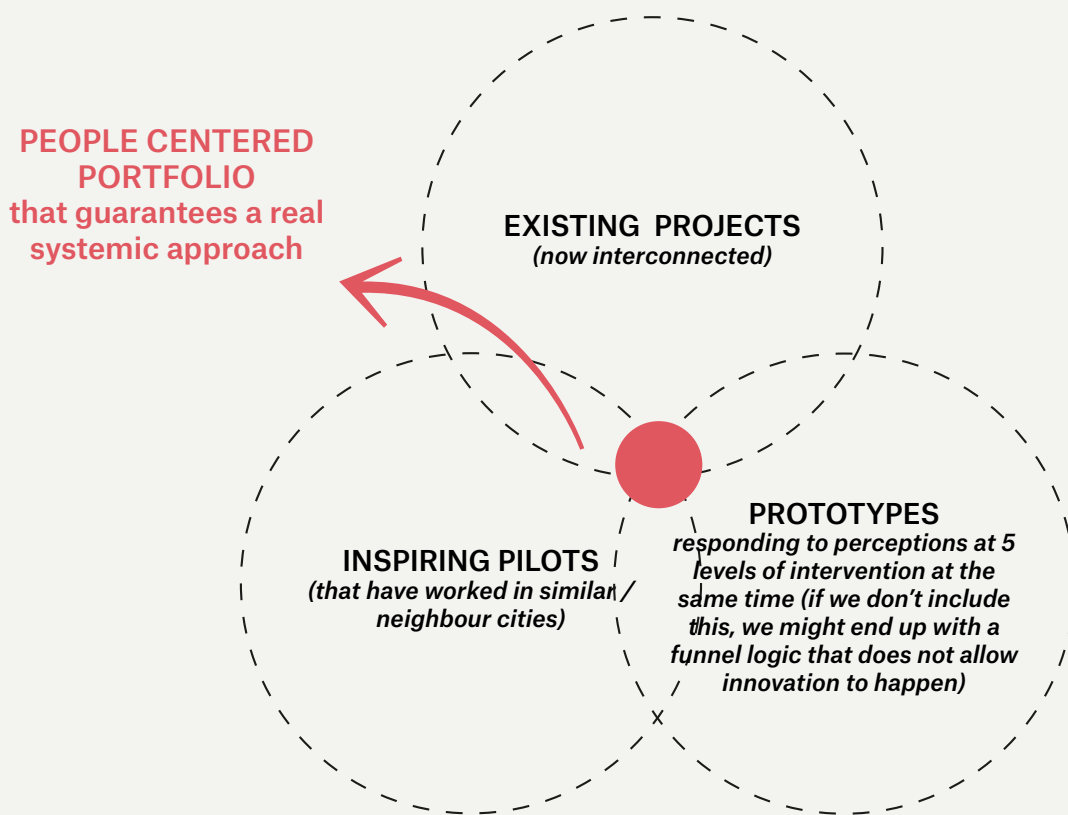 PEOPLE CENTERED
PORTFOLIO
that guarantees a real
systemic approach
EXISTING PROJECTS
(now interconnected)
INSPIRING PILOTS
(that have worked in similar /
neighbour cities)
PROTOTYPES
responding to perceptions at 5
levels of intervention at the
same time (if we don't include
this, we might end up with a
funnel logic that does not allow
innovation to happen)